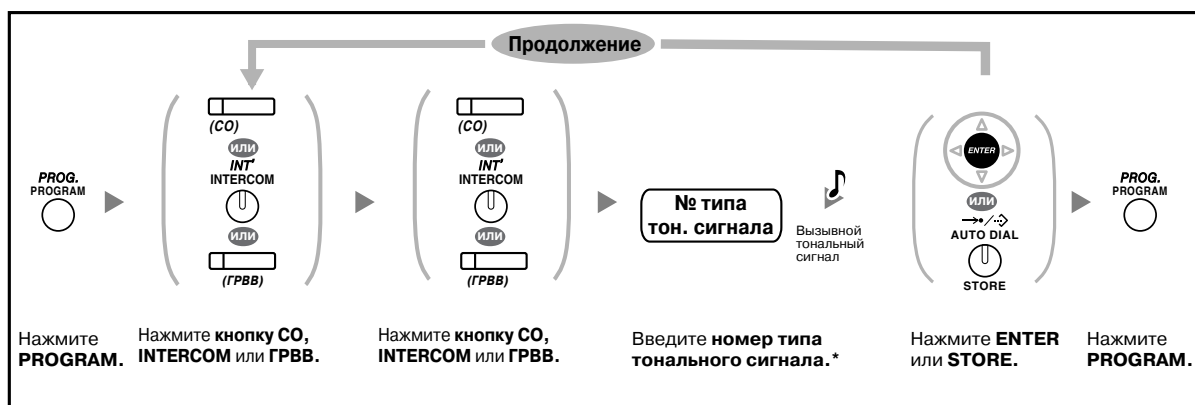 Продолжение
PROG.
PROGRAM
(CO)
или
INT'
INTERCOM
или
(ГРВВ)
(CO)
или
INT'
INTERCOM
или
(ГРВВ)
№ типа
тон. сигнала
Вызывной
тональный
сигнал
ENTER
или
AUTO DIAL
STORE
PROG.
PROGRAM
Нажмите
PROGRAM.
Нажмите кнопку CO,
INTERCOM или ГРВВ.
Нажмите кнопку CO,
INTERCOM или ГРВВ.
Введите номер типа
тонального сигнала.*
Нажмите ENTER
или STORE.
Нажмите
PROGRAM.